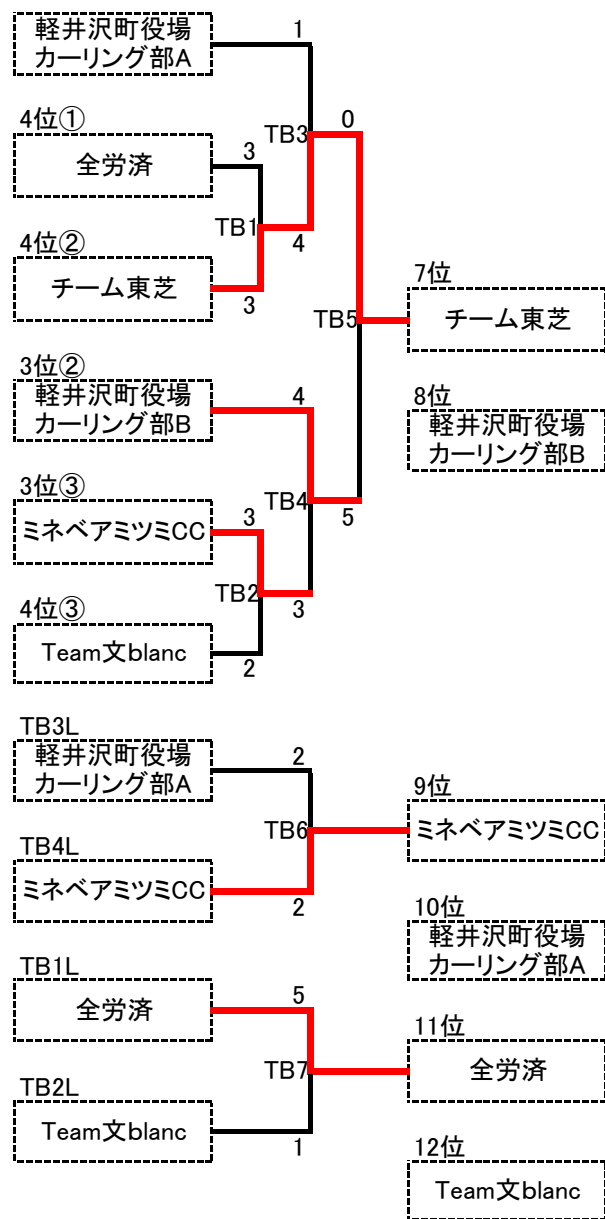 軽井沢町役場
カーリング部A
1
4位①
全労済
3
TB3
0
TB1
4位②
チーム東芝
3
4
7位
チーム東芝
TB5
3位②
軽井沢町役場
カーリング部B
4
8位
軽井沢町役場
カーリング部B
3位③
ミネベアミツミCC
3
TB4
5
TB2
3
4位③
Team文blanc
2
TB3L
軽井沢町役場
カーリング部A
2
9位
ミネベアミツミCC
TB6
TB4L
ミネベアミツミCC
2
10位
軽井沢町役場
カーリング部A
TB1L
全労済
5
11位
全労済
TB7
TB2L
Team文blanc
1
12位
Team文blanc